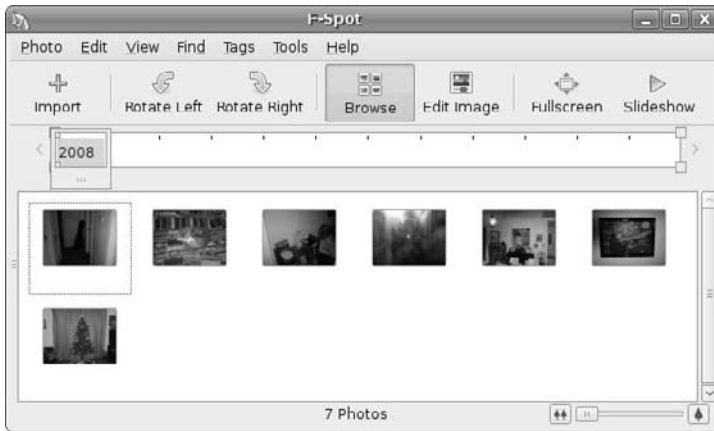 F-Spot
Photo Edit View Find Tags Tools Help
Import Rotate Left Rotate Right Browse Edit Image Fullscreen Slideshow
2008
7 Photos